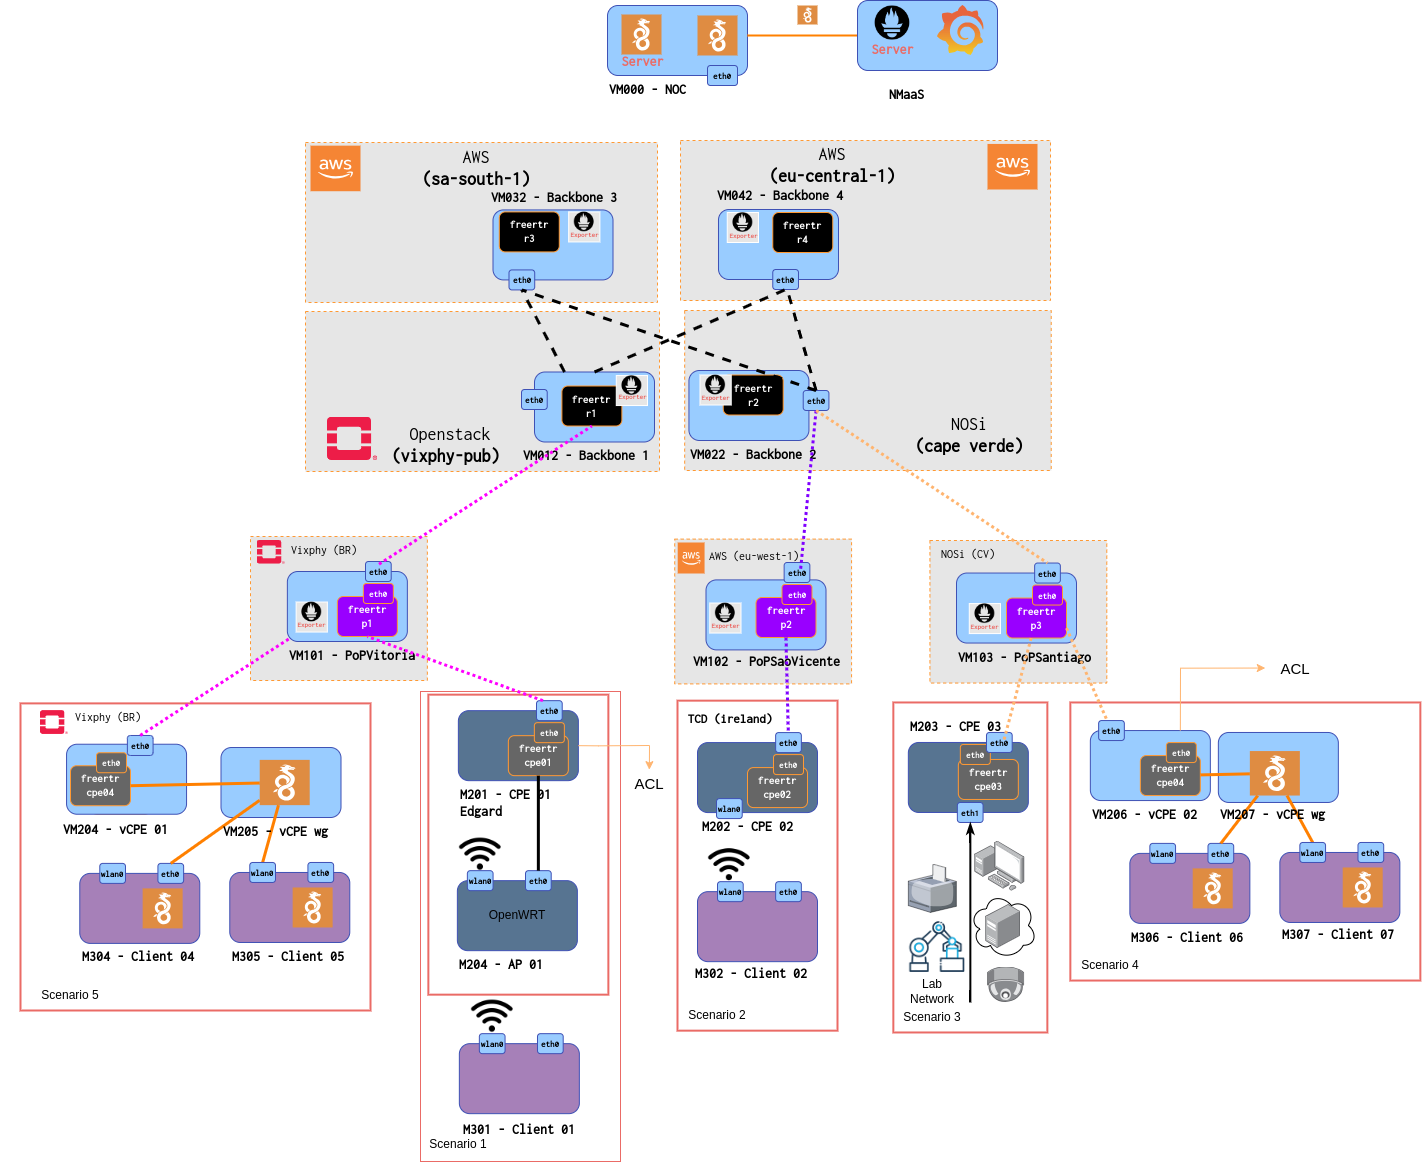 Server
eth0
VM000 - NOC
Server
NMaaS
aws
AWS
(sa-south-1)
VM032 - Backbone 3
freertr
r3
Exporter
eth0
AWS
(eu-central-1)
aws
VM042 - Backbone 4
Exporter
freertr
r4
eth0
eth0
freertr
r1
Exporter
Openstack
(vixphy-pub)
VM012 - Backbone 1
Exporter
freertr
r2
eth0
NOSi
(cape verde)
VM022 - Backbone 2
Vixphy (BR)
eth0
eth0
freertr
p1
Exporter
VM101 - PoPVitoria
aws
AWS (eu-west-1)
eth0
eth0
freertr
p2
Exporter
VM102 - PoPSaoVicente
NOSi (CV)
eth0
eth0
freertr
p3
Exporter
VM103 - PoPSantiago
ACL
Vixphy (BR)
eth0
eth0
freertr
cpe04
VM204 - vCPE 01
VM205 - vCPE wg
wlan0
eth0
wlan0
eth0
M304 - Client 04
M305 - Client 05
Scenario 5
eth0
eth0
freertr
cpe01
ACL
M201 - CPE 01
Edgard
wlan0
eth0
OpenWRT
M204 - AP 01
wlan0
eth0
M301 - Client 01
Scenario 1
TCD (ireland)
eth0
eth0
freertr
cpe02
wlan0
M202 - CPE 02
wlan0
eth0
M302 - Client 02
Scenario 2
M203 - CPE 03
eth0
eth0
freertr
cpe03
eth1
Lab
Network
Scenario 3
eth0
eth0
freertr
cpe04
VM206 - vCPE 02
VM207 - vCPE wg
wlan0
eth0
wlan0
eth0
M306 - Client 06
M307 - Client 07
Scenario 4